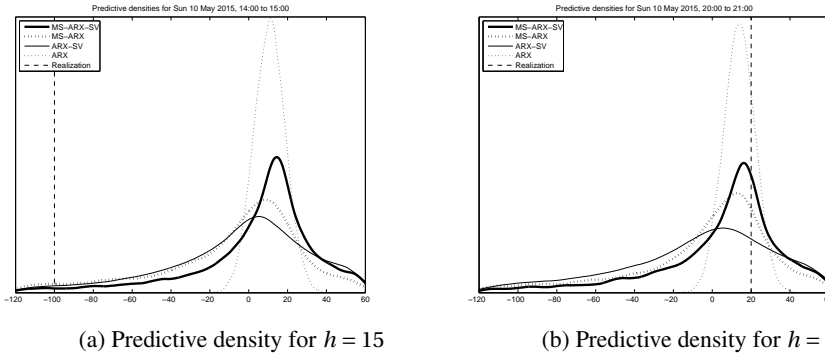 Predictive densities for Sun 10 May 2015, 14:00 to 15:00
MS−ARX−SV
MS−ARX
ARX−SV
ARX
Realization
−120 −100 −80 −60 −40 −20 0 20 40 60
(a) Predictive density for h = 15
Predictive densities for Sun 10 May 2015, 20:00 to 21:00
MS−ARX−SV
MS−ARX
ARX−SV
ARX
Realization
−120 −100 −80 −60 −40 −20 0 20 40 60
(b) Predictive density for h =